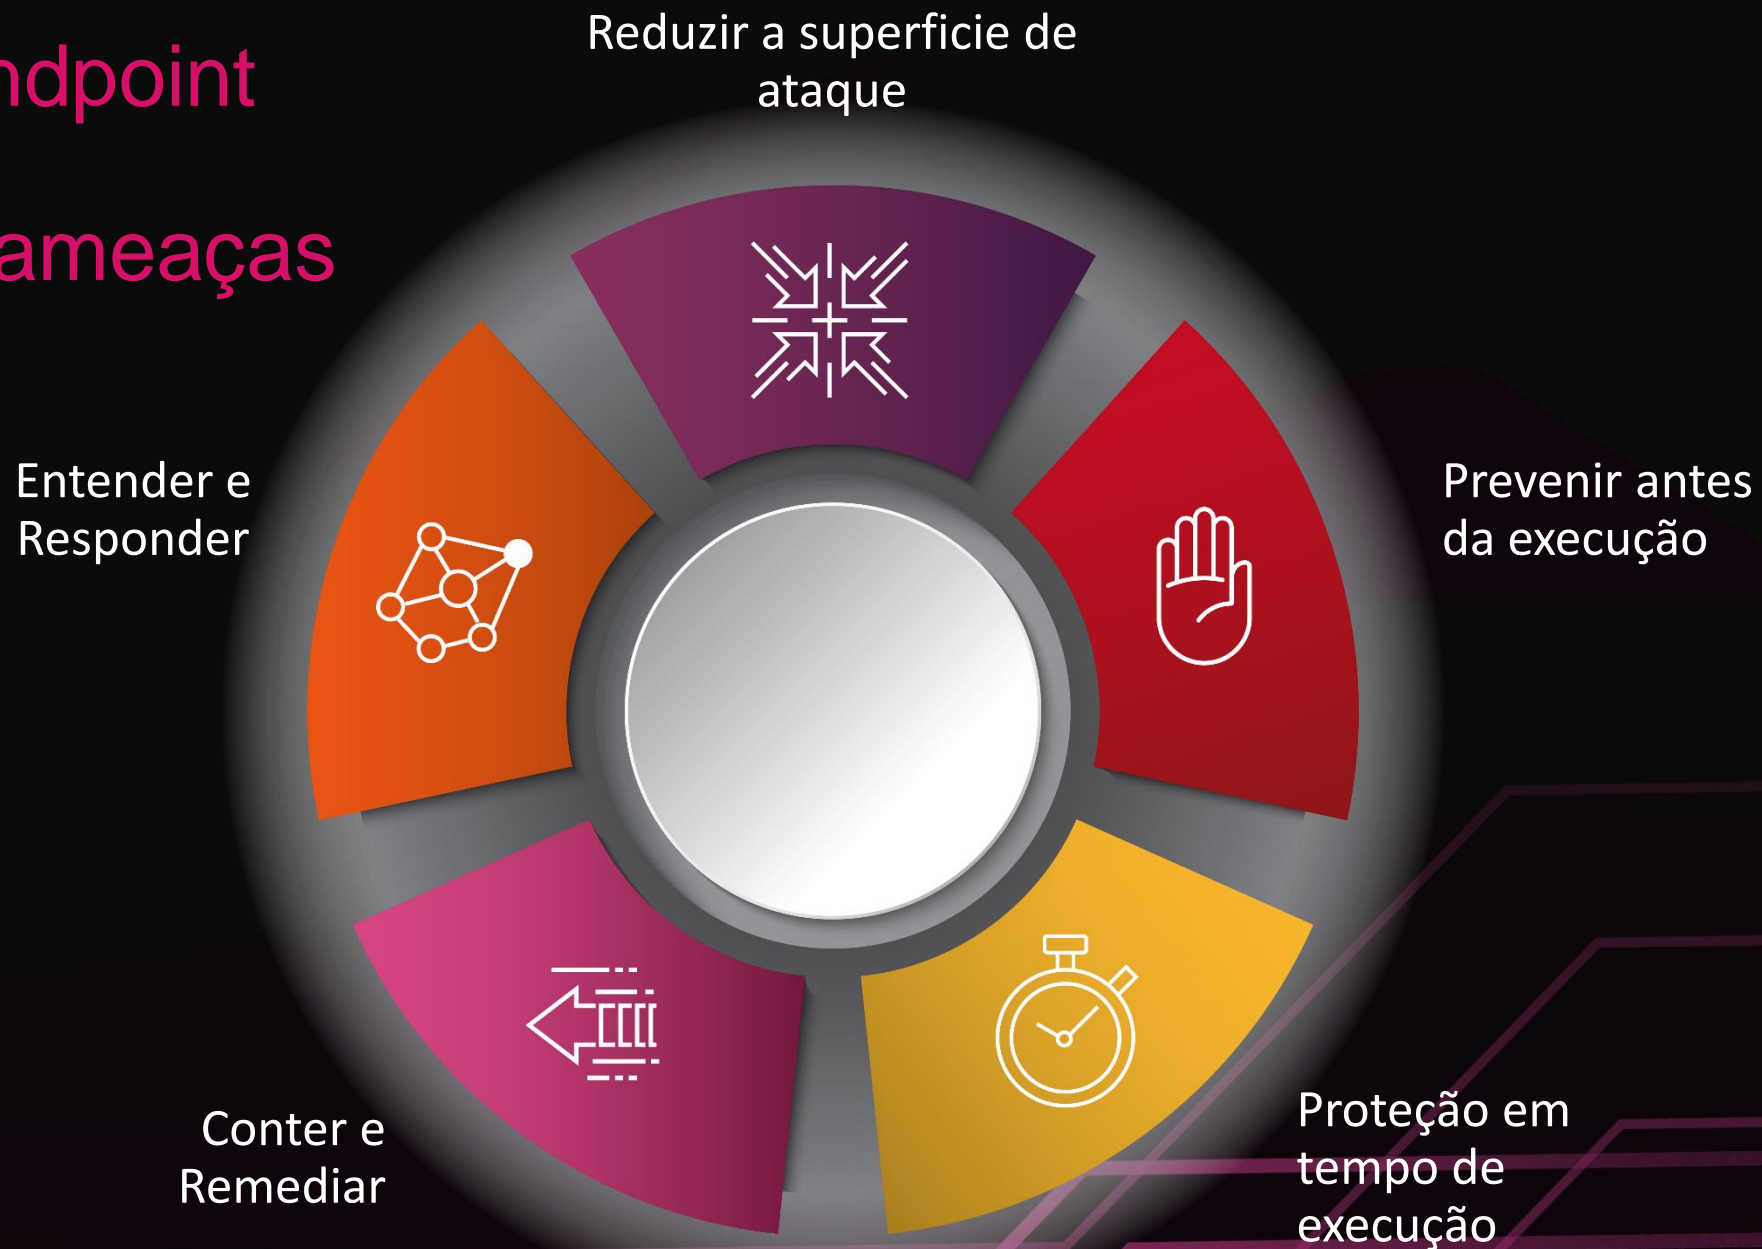 ndpoint
ameaças
Reduzir a superficie de
ataque
Entender e
Responder
Prevenir antes
da execução
Conter e
Remediar
Proteção em
tempo de
execução